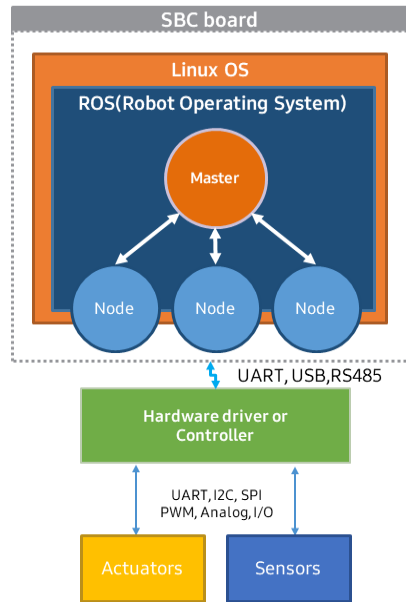 SBC board
Linux OS
ROS(Robot Operating System)
Master
Node
Node
Node
UART, USB,RS485
Hardware driver or
Controller
UART, I2C, SPI
PWM, Analog, I/O
Actuators
Sensors